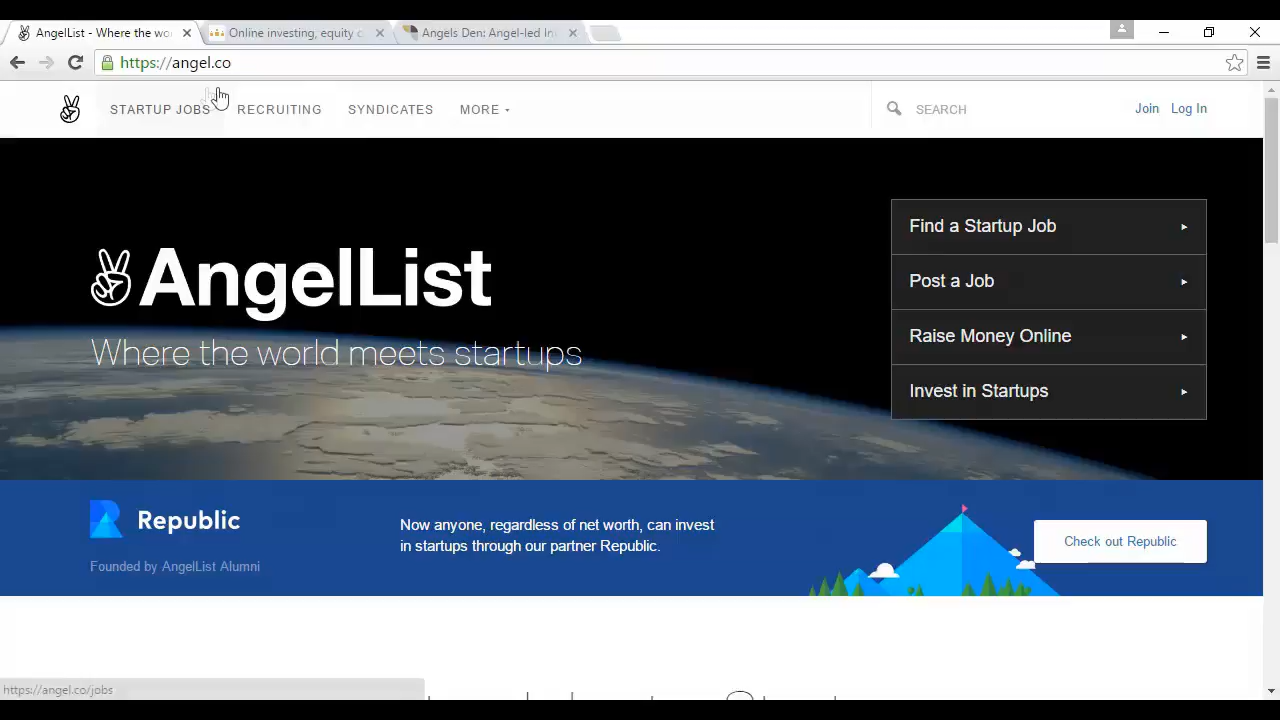 AngelList - Where the wo
Online investing, equity c
Angels Den: Angel-led In
https://angel.co
STARTUP JOBS
RECRUITING
SYNDICATES
MORE
SEARCH
Join
Log In
AngelList
Where the world meets startups
Find a Startup Job
Post a Job
Raise Money Online
Invest in Startups
Republic
Founded by AngelList Alumni
Now anyone, regardless of net worth, can invest
in startups through our partner Republic.
Check out Republic
https://angel.co/jobs